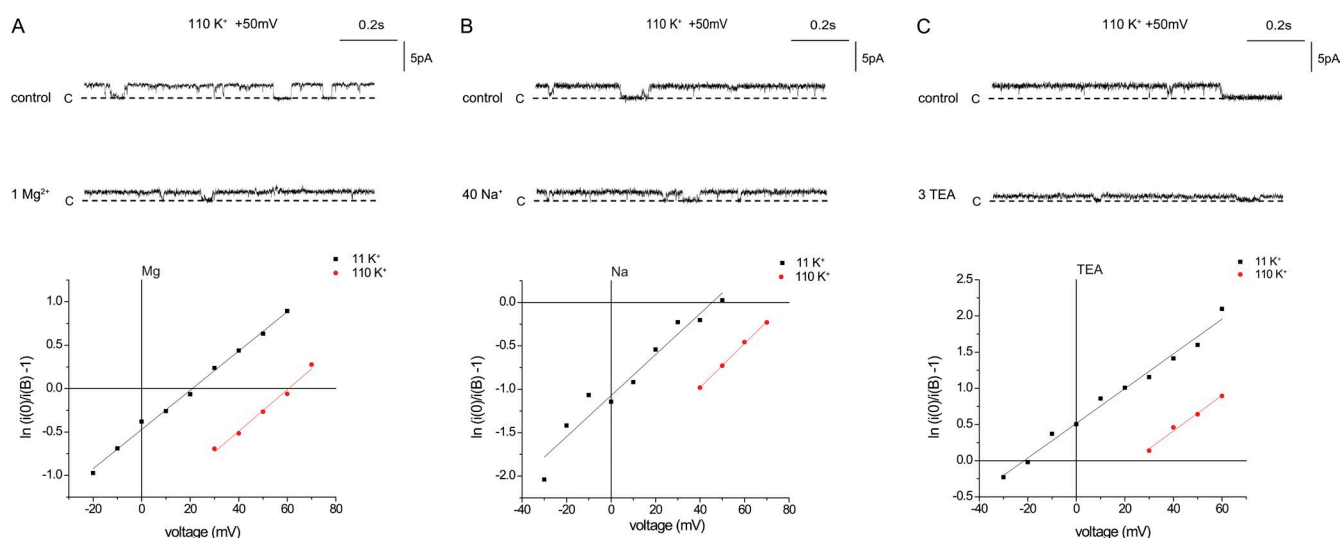 A
110 K⁺ +50mV
0.2s
5pA
control
C
1 Mg²⁺
C
Mg
11 K⁺
110 K⁺
ln (i(0)/i(B) -1)
1.0
0.5
0.0
-0.5
-1.0
-20 0 20 40 60 80
voltage (mV)
B
110 K⁺ +50mV
0.2s
5pA
control
C
40 Na⁺
C
Na
11 K⁺
110 K⁺
ln (i(0)/i(B) -1)
0.0
-0.5
-1.0
-1.5
-2.0
-40 -20 0 20 40 60 80
voltage (mV)
C
110 K⁺ +50mV
0.2s
5pA
control
C
3 TEA
C
TEA
11 K⁺
110 K⁺
ln (i(0)/i(B) -1)
2.5
2.0
1.5
1.0
0.5
0.0
-0.5
-40 -20 0 20 40 60
voltage (mV)